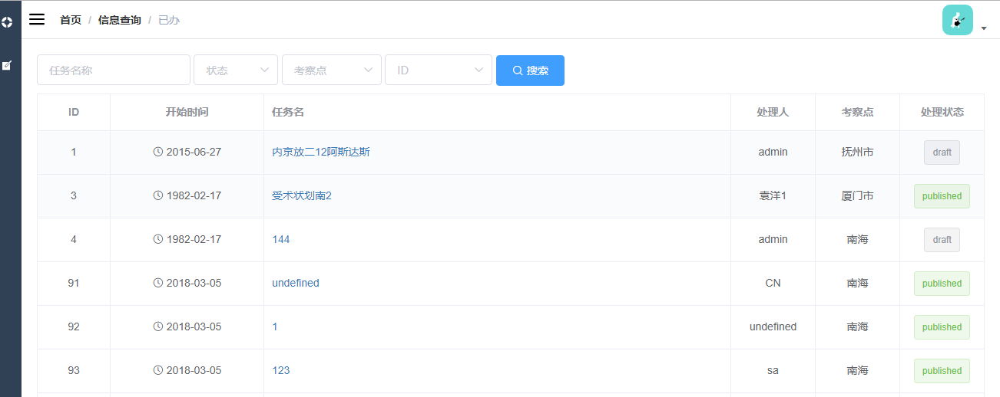 首页 / 信息查询 / 已办
任务名称 状态 考察点 ID 搜索
ID 开始时间 任务名 处理人 考察点 处理状态
1 2015-06-27 内京放二12阿斯达斯 admin 抚州市 draft
3 1982-02-17 受术状划南2 袁洋1 厦门市 published
4 1982-02-17 144 admin 南海 draft
91 2018-03-05 undefined CN 南海 published
92 2018-03-05 1 undefined 南海 published
93 2018-03-05 123 sa 南海 published